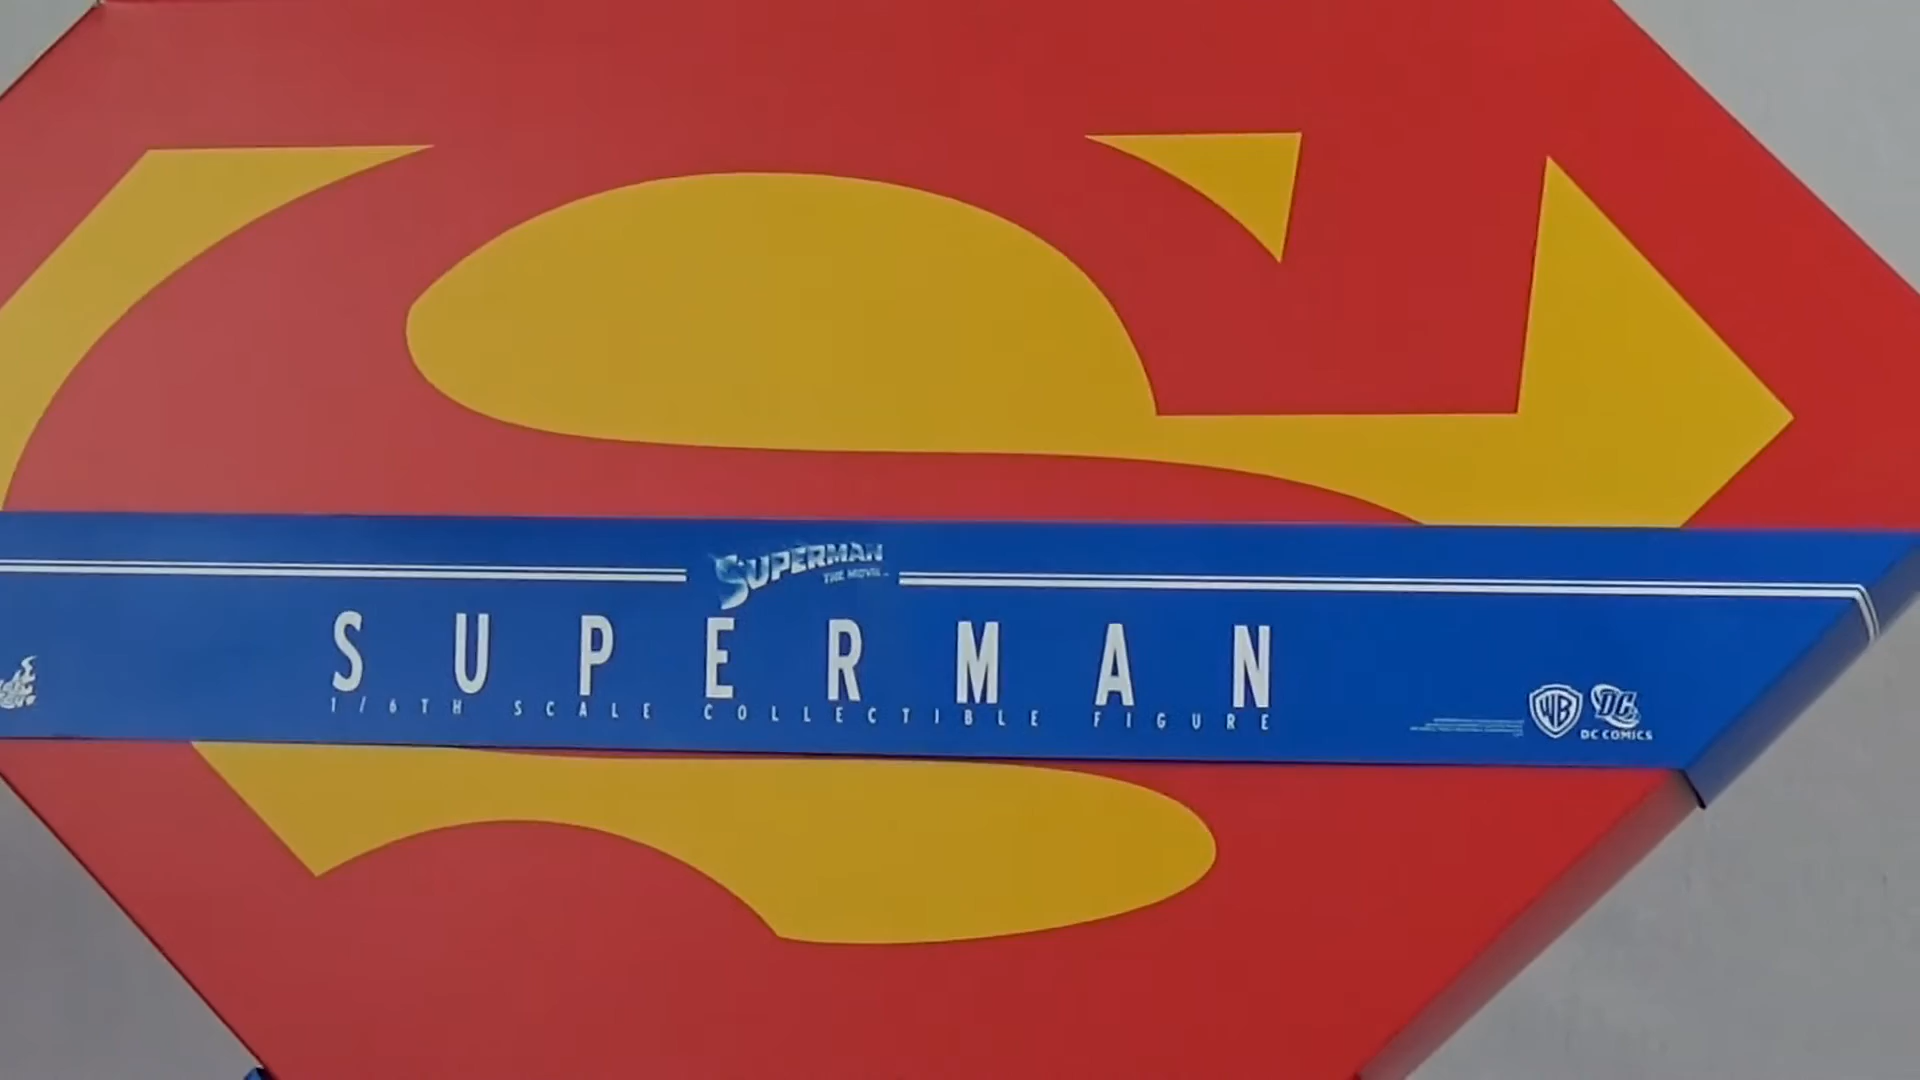 SUPERMAN
THE MOVIE
SUPERMAN
1/6TH SCALE COLLECTIBLE FIGURE
WB
DC
DC COMICS